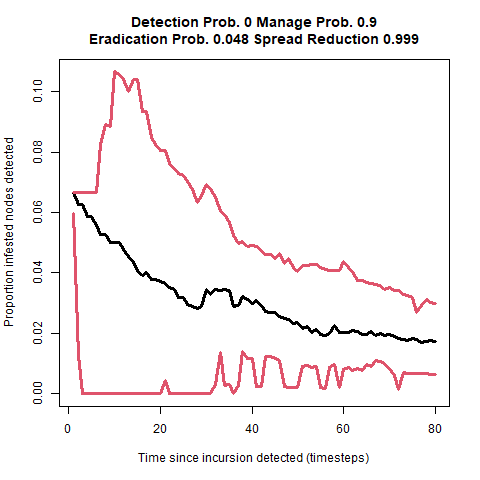 Detection Prob. 0 Manage Prob. 0.9
Eradication Prob. 0.048 Spread Reduction 0.999
Proportion infested nodes detected
0.10
0.08
0.06
0.04
0.02
0.00
0 20 40 60 80
Time since incursion detected (timesteps)